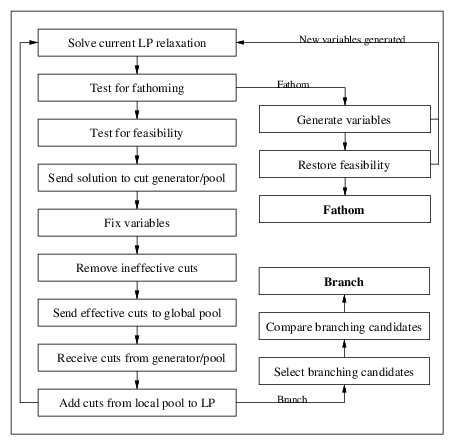 Solve current LP relaxation
New variables generated
Test for fathoming
Fathom
Generate variables
Test for feasibility
Restore feasibility
Send solution to cut generator/pool
Fathom
Fix variables
Remove ineffective cuts
Branch
Send effective cuts to global pool
Compare branching candidates
Receive cuts from generator/pool
Select branching candidates
Add cuts from local pool to LP
Branch